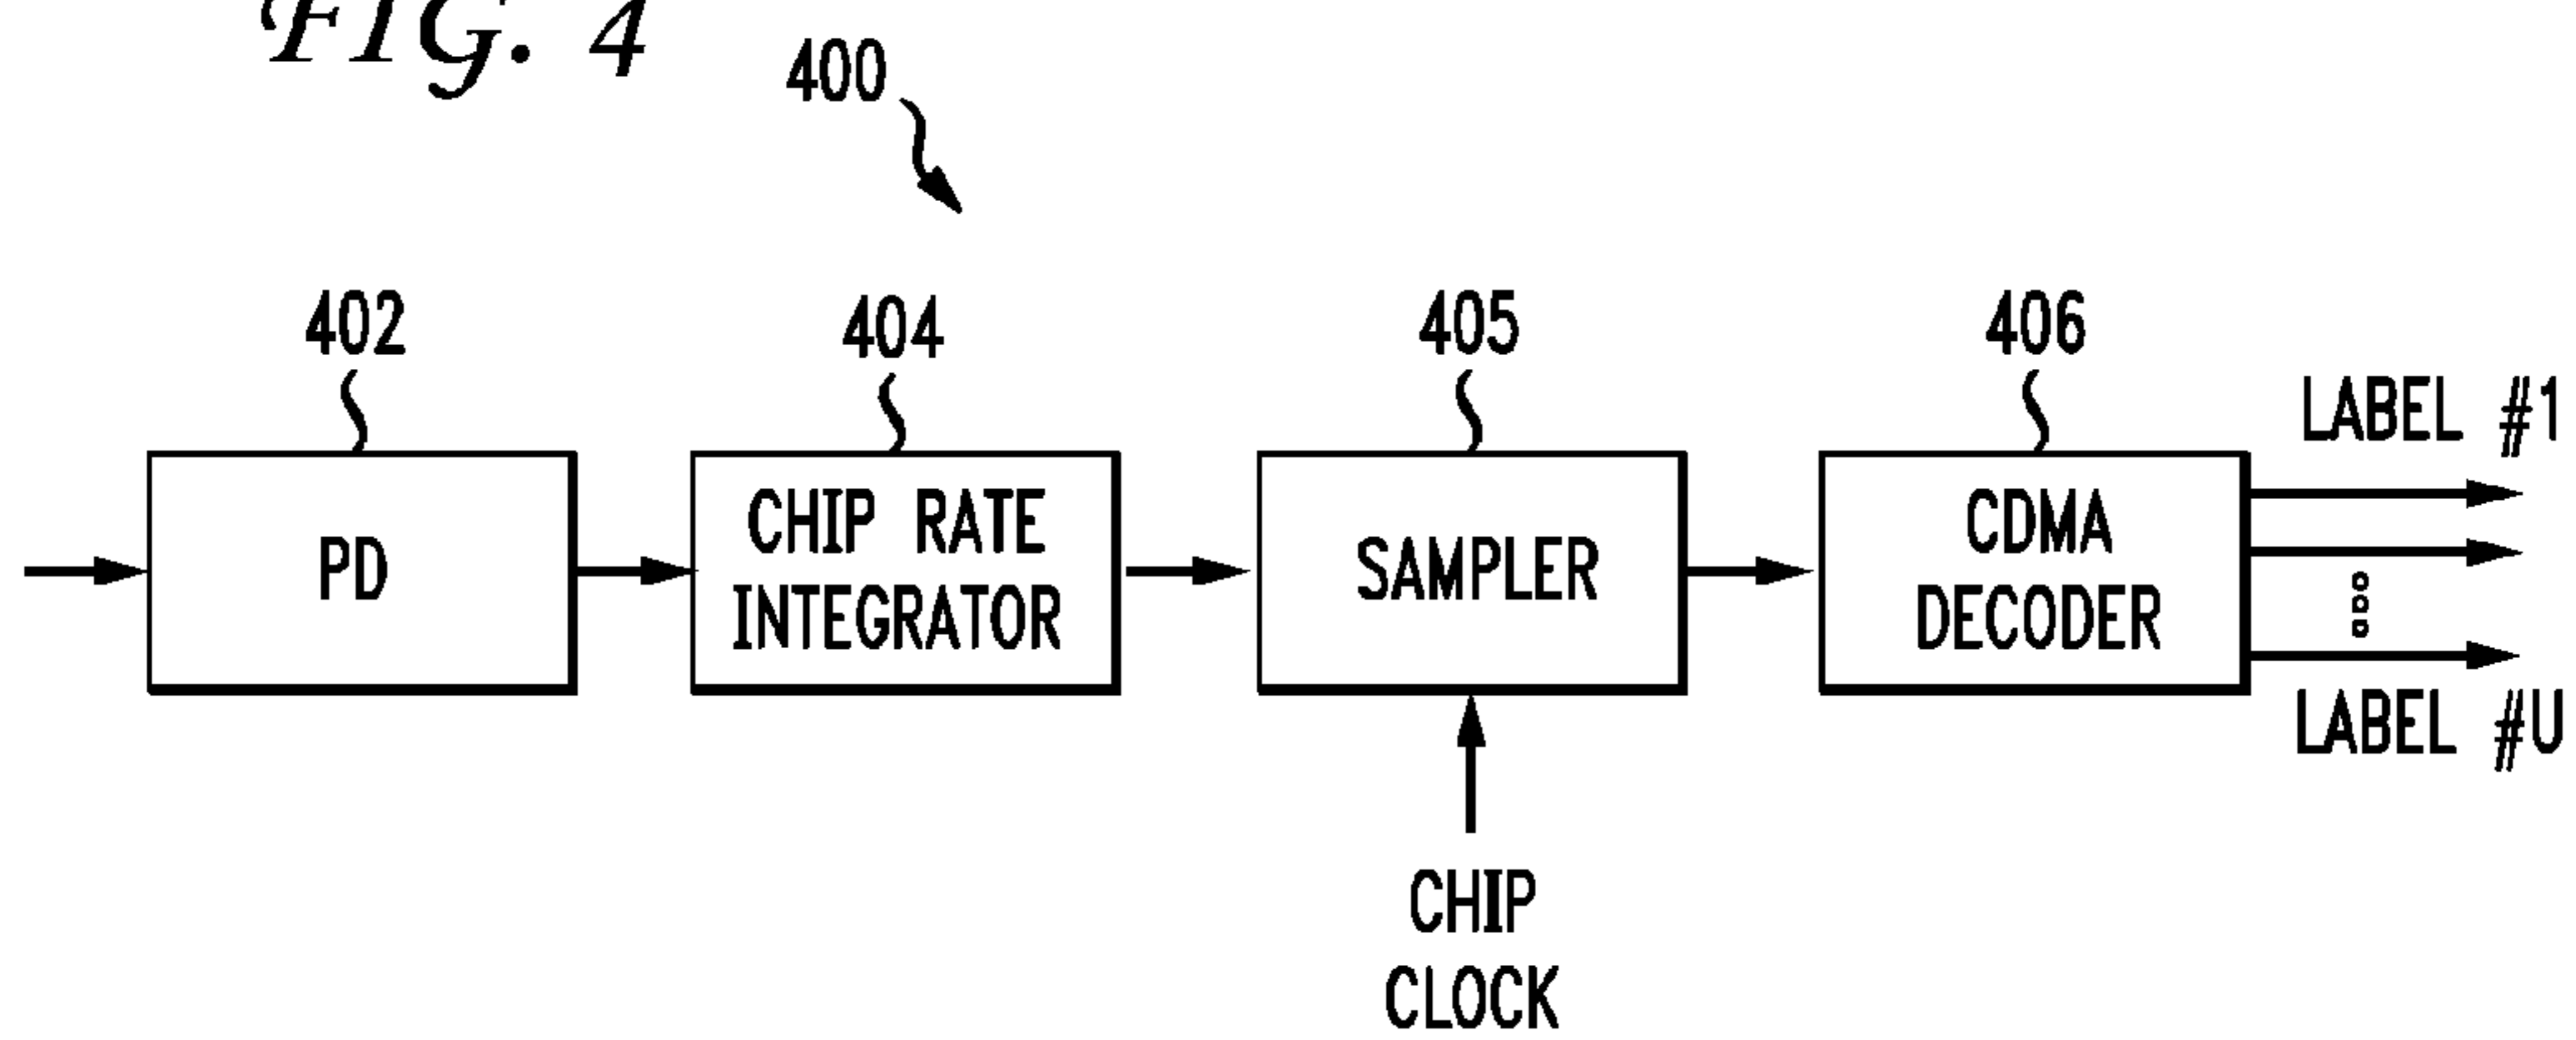 FIG. 4
400
402
404
405
406
PD
CHIP RATE
INTEGRATOR
SAMPLER
CDMA
DECODER
LABEL #1
LABEL #U
CHIP
CLOCK